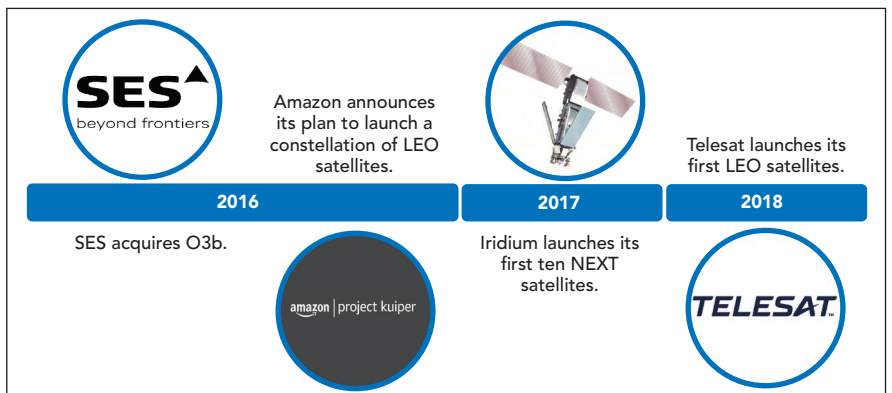 SES
beyond frontiers
Amazon announces
its plan to launch a
constellation of LEO
satellites.
Telesat launches its
first LEO satellites.
2016
2017
2018
SES acquires O3b.
amazon | project kuiper
Iridium launches its
first ten NEXT
satellites.
TELESAT™